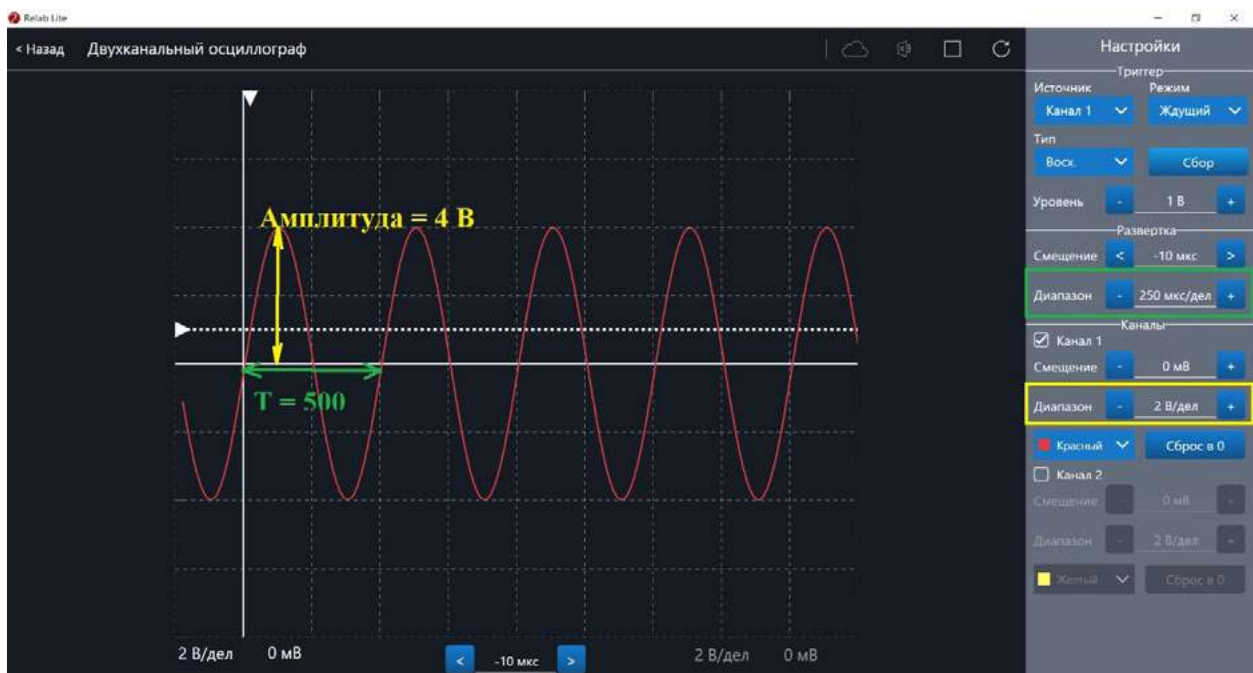 Relab Lite
< Назад Двухканальный осциллограф
Амплитуда = 4 В
T = 500
2 В/дел 0 мВ
< -10 мкс >
2 В/дел 0 мВ
Настройки
Триггер
Источник Режим
Канал 1 Ждущий
Тип
Восх. Сбор
Уровень - 1 В +
Развертка
Смещение < -10 мкс >
Диапазон - 250 мкс/дел +
Каналы
Канал 1
Смещение - 0 мВ +
Диапазон - 2 В/дел +
Красный Сброс в 0
Канал 2
Смещение - 0 мВ +
Диапазон - 2 В/дел +
Желтый Сброс в 0